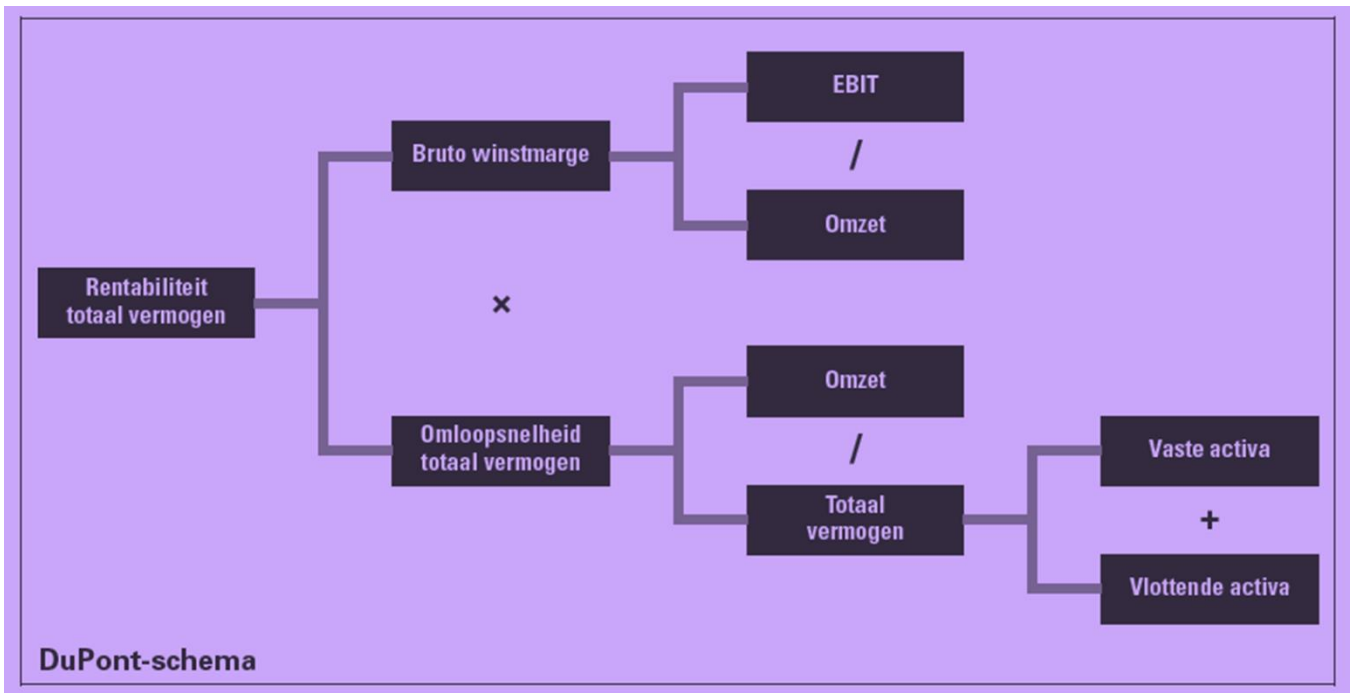 EBIT
/
Bruto winstmarge
Omzet
Rentabiliteit
totaal vermogen
×
Omzet
Omloopsnelheid
totaal vermogen
/
Totaal
vermogen
Vaste activa
+
Vlottende activa
DuPont-schema